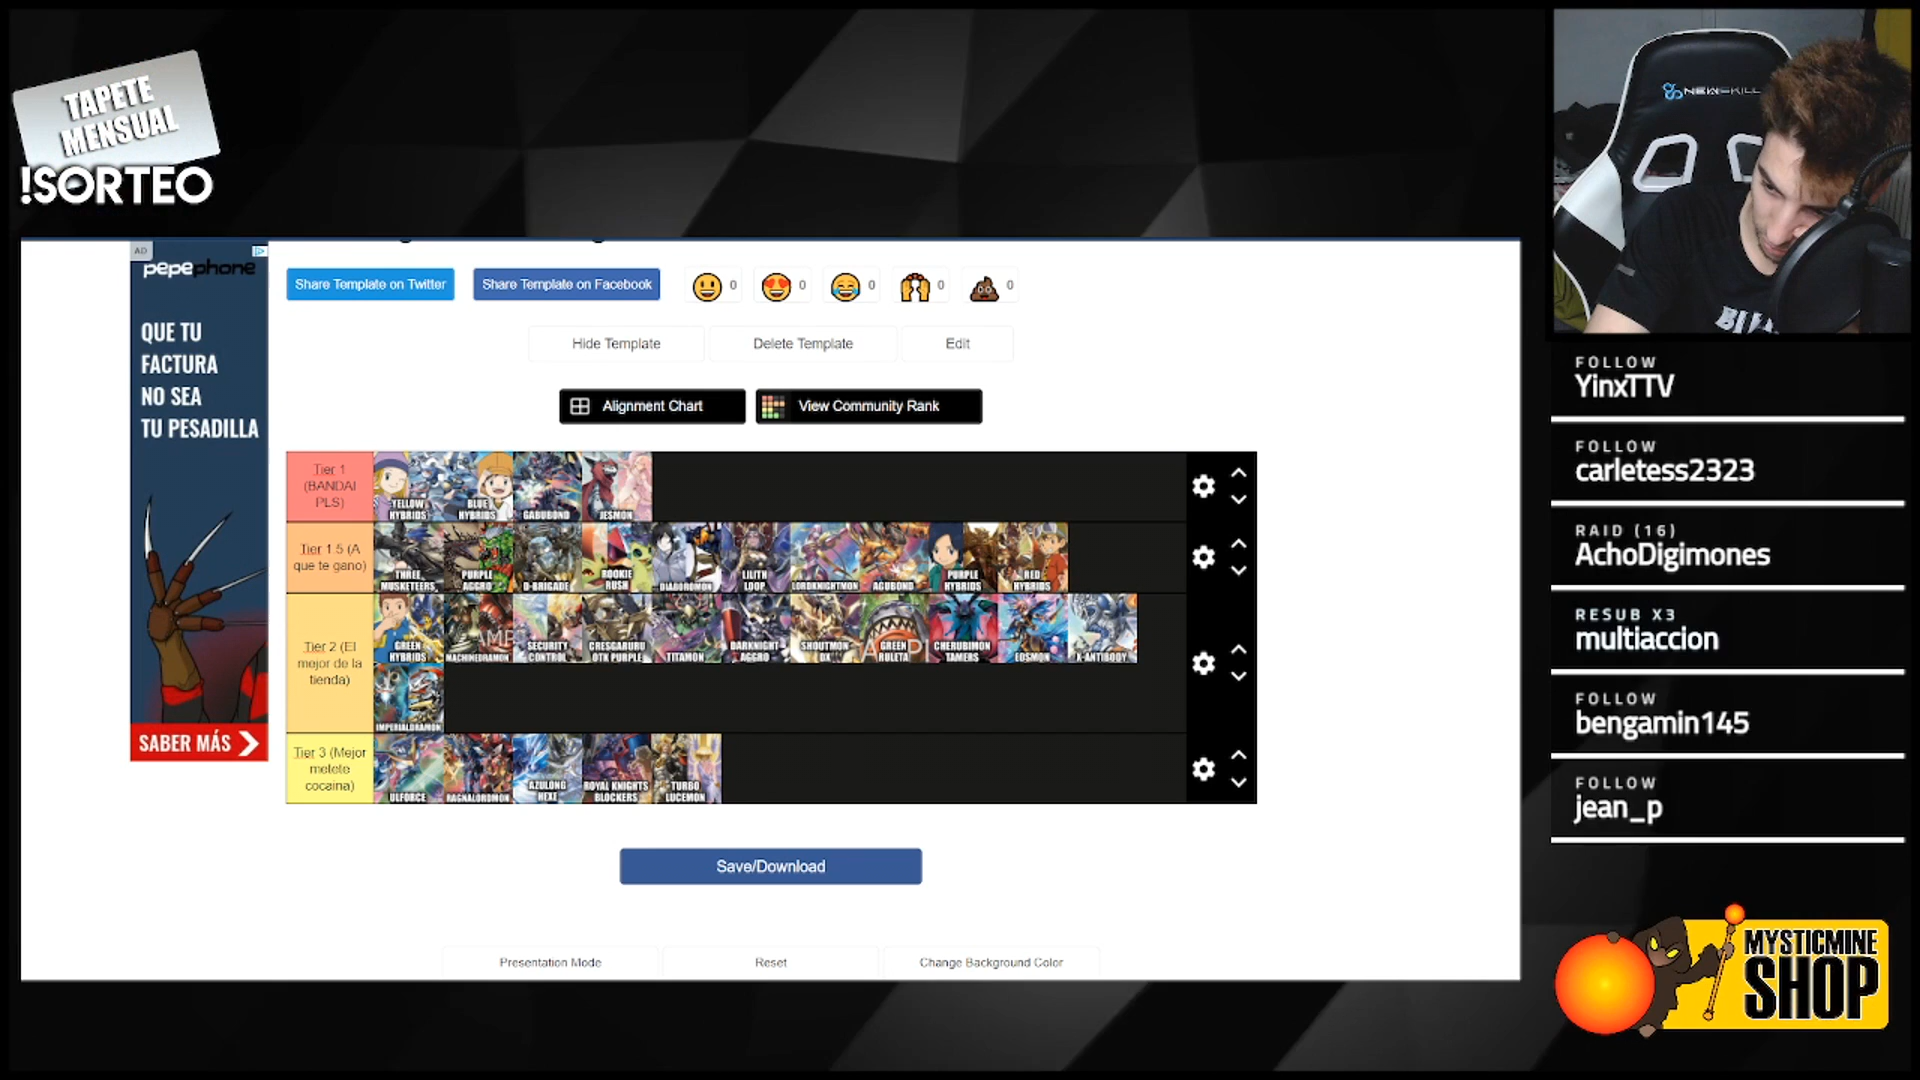 TAPETE
MENSUAL
!SORTEO
AD
pepephone
QUE TU
FACTURA
NO SEA
TU PESADILLA
SABER MÁS
Share Template on Twitter
Share Template on Facebook
0
0
0
0
0
Hide Template
Delete Template
Edit
Alignment Chart
View Community Rank
Tier 1
(BANDAI
PLS)
YELLOW
HYBRIDS
BLUE
HYBRIDS
GABUBOND
JESMON
Tier 1.5 (A
que te gano)
THREE
MUSKETEERS
PURPLE
AGGRO
D-BRIGADE
ROOKIE
RUSH
DIABOROMON
LILITH
LOOP
LORDKNIGHTMON
AGUBOND
PURPLE
HYBRIDS
RED
HYBRIDS
Tier 2 (El
mejor de la
tienda)
GREEN
HYBRIDS
MACHINEDRAMON
SECURITY
CONTROL
CRESGARURU
OTK PURPLE
TITAMON
DARKNIGHT
AGGRO
SHOUTMON
DX
GREEN
RULETA
CHERUBIMON
TAMERS
EOSMON
X-ANTIBODY
IMPERIALDRAMON
Tier 3 (Mejor
metete
cocaina)
ULFORCE
RAGNALORDMON
AZULONG
HEXE
ROYAL KNIGHTS
BLOCKERS
TURBO
LUCEMON
Save/Download
Presentation Mode
Reset
Change Background Color
NEWSKILL
FOLLOW
YinxTTV
FOLLOW
carletess2323
RAID (16)
AchoDigimones
RESUB X3
multiaccion
FOLLOW
bengamin145
FOLLOW
jean_p
MYSTICMINE
SHOP